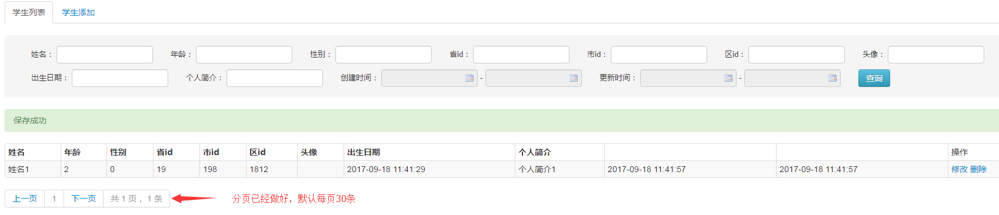 学生列表 学生添加
姓名： 年龄： 性别： 省id： 市id： 区id： 头像：
出生日期： 个人简介： 创建时间： - 更新时间： - 查询
保存成功
姓名 年龄 性别 省id 市id 区id 头像 出生日期 个人简介 操作
姓名1 2 0 19 198 1812 2017-09-18 11:41:29 个人简介1 2017-09-18 11:41:57 2017-09-18 11:41:57 修改 删除
上一页 1 下一页 共 1 页，1 条 分页已经做好，默认每页30条